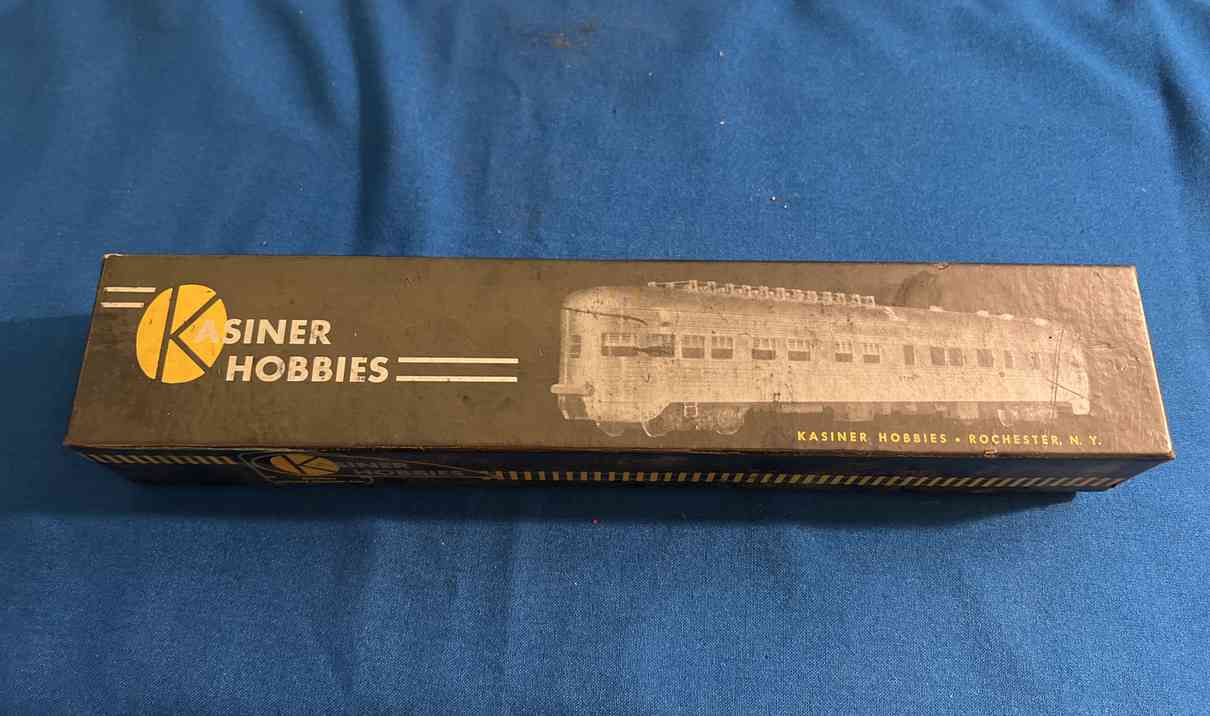 KASINER
HOBBIES
KASINER HOBBIES • ROCHESTER, N. Y.
K